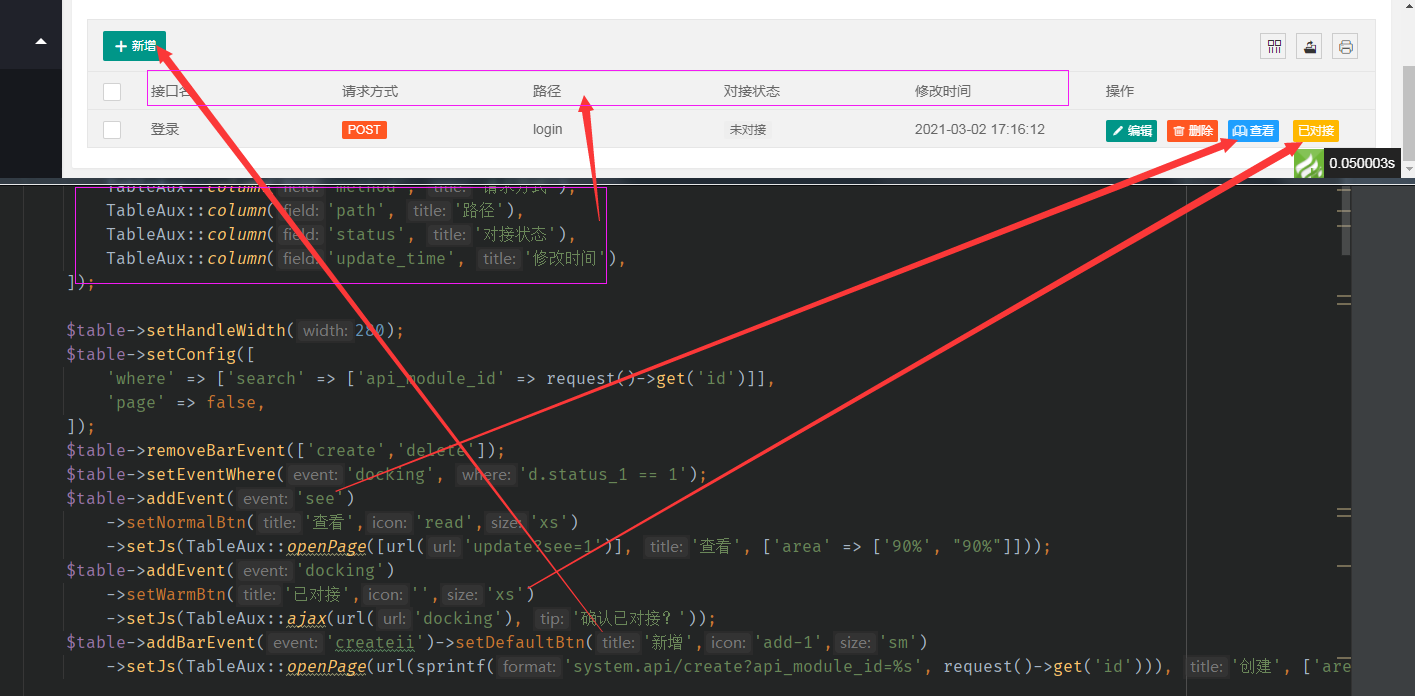 新增
接口名 请求方式 路径 对接状态 修改时间 操作
登录 POST login 未对接 2021-03-02 17:16:12 编辑 删除 查看 已对接
0.050003s
TableAux::column( field: 'method', title: '请求方式'),
TableAux::column( field: 'path', title: '路径'),
TableAux::column( field: 'status', title: '对接状态'),
TableAux::column( field: 'update_time', title: '修改时间'),
]);
$table->setHandleWidth( width: 280);
$table->setConfig([
'where' => ['search' => ['api_module_id' => request()->get('id')]],
'page' => false,
]);
$table->removeBarEvent(['create','delete']);
$table->setEventWhere( event: 'docking', where: 'd.status_1 == 1');
$table->addEvent( event: 'see')
->setNormalBtn( title: '查看', icon: 'read', size: 'xs')
->setJs(TableAux::openPage([url( url: 'update?see=1')], title: '查看', ['area' => ['90%', "90%"]]));
$table->addEvent( event: 'docking')
->setWarmBtn( title: '已对接', icon: '', size: 'xs')
->setJs(TableAux::ajax(url( url: 'docking'), tip: '确认已对接？'));
$table->addBarEvent( event: 'createii')->setDefaultBtn( title: '新增', icon: 'add-1', size: 'sm')
->setJs(TableAux::openPage(url(sprintf( format: 'system.api/create?api_module_id=%s', request()->get('id'))), title: '创建', ['are